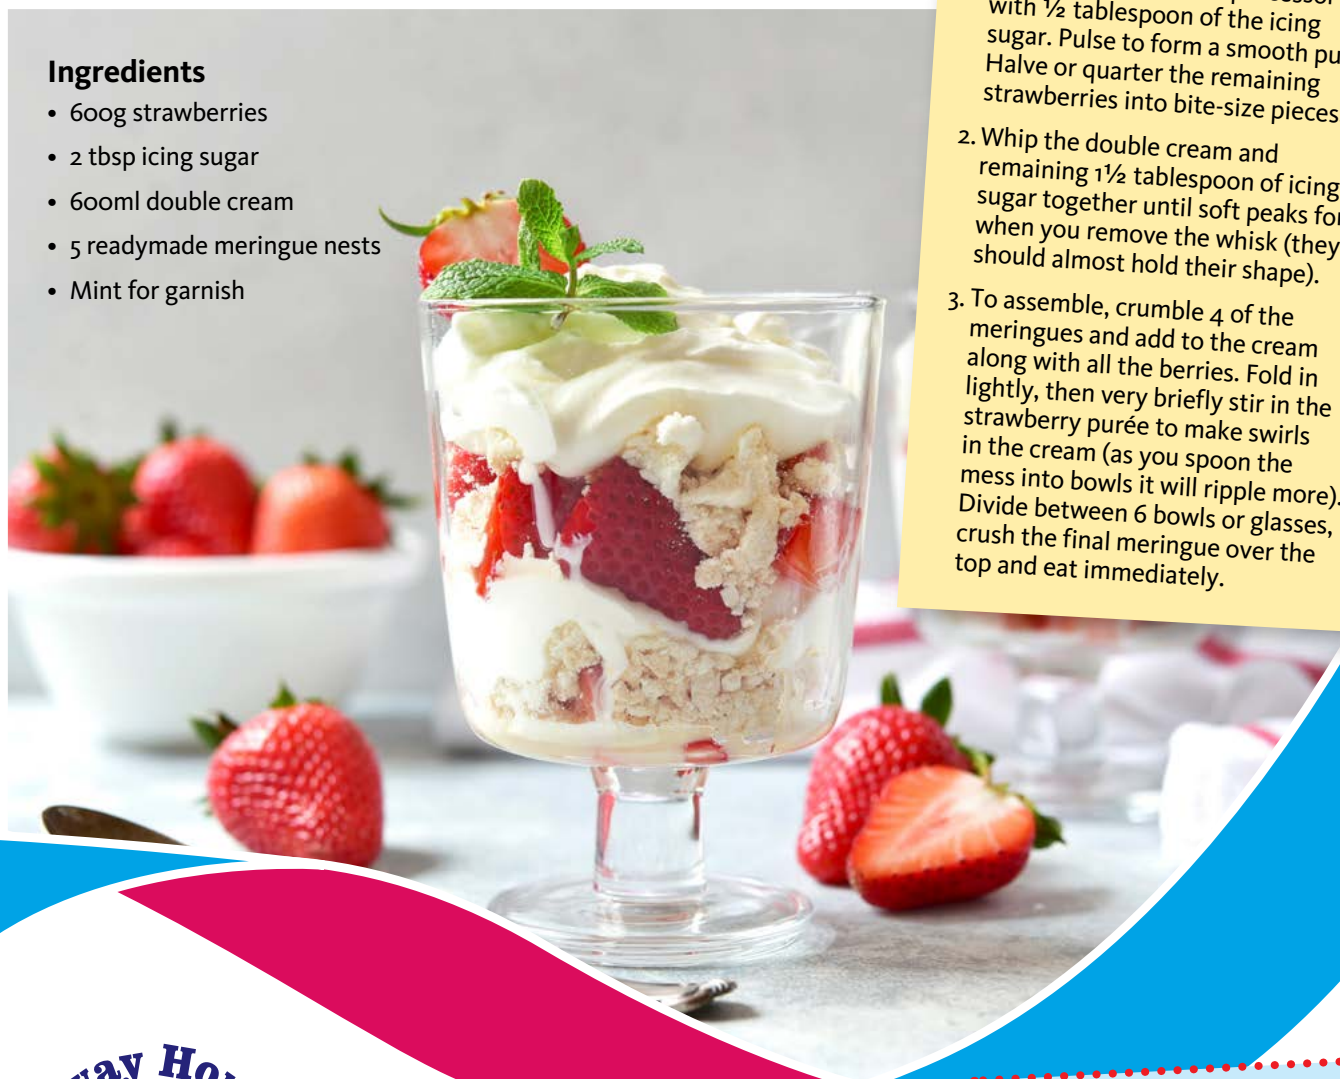 Ingredients
• 600g strawberries
• 2 tbsp icing sugar
• 600ml double cream
• 5 readymade meringue nests
• Mint for garnish
with ½ tablespoon of the icing
sugar. Pulse to form a smooth
Halve or quarter the remaining
strawberries into bite-size pieces
2. Whip the double cream and
remaining 1½ tablespoon of icing
sugar together until soft peaks
when you remove the whisk (they
should almost hold their shape).
3. To assemble, crumble 4 of the
meringues and add to the cream
along with all the berries. Fold in
lightly, then very briefly stir in the
strawberry purée to make swirls
in the cream (as you spoon the
mess into bowls it will ripple more).
Divide between 6 bowls or glasses,
crush the final meringue over the
top and eat immediately.